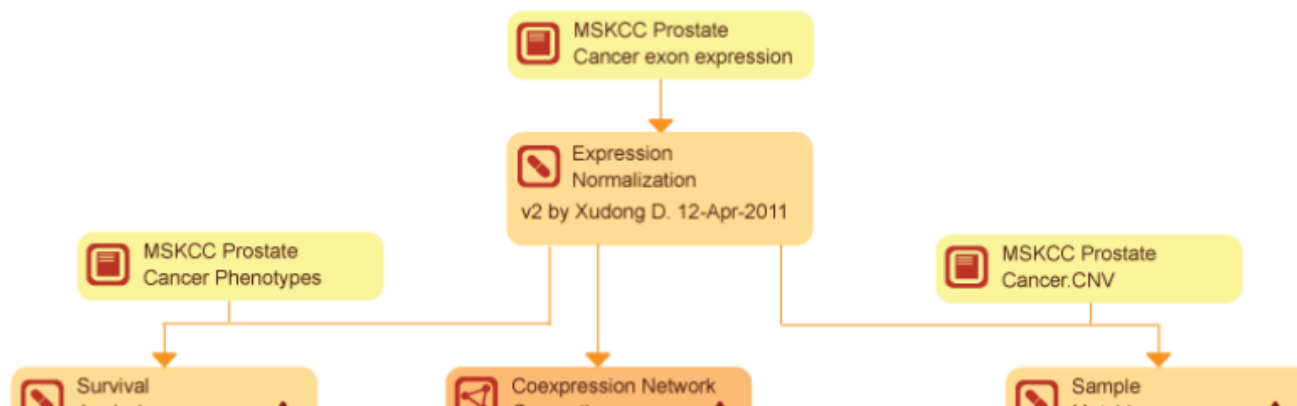 MSKCC Prostate
Cancer exon expression
Expression
Normalization
v2 by Xudong D. 12-Apr-2011
MSKCC Prostate
Cancer Phenotypes
MSKCC Prostate
Cancer.CNV
Survival
Coexpression Network
Sample